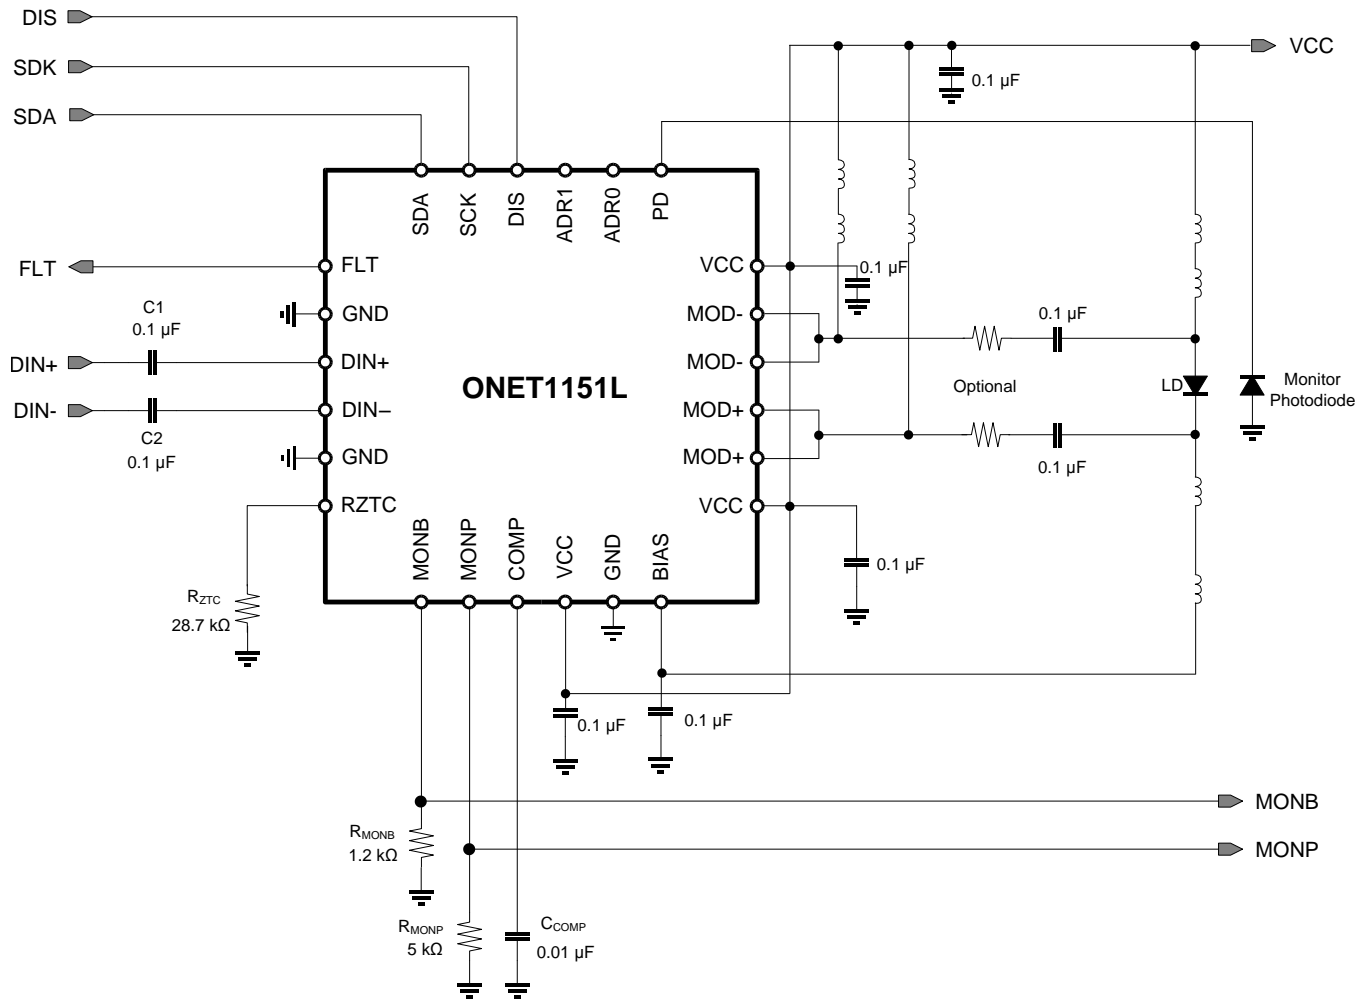 DIS
SDK
SDA
VCC
0.1 µF
SDA
SCK
DIS
ADR1
ADR0
PD
FLT
FLT
GND
C1
0.1 µF
DIN+
DIN+
DIN-
DIN–
C2
0.1 µF
GND
RZTC
ONET1151L
VCC
0.1 µF
MOD-
MOD-
MOD+
MOD+
VCC
0.1 µF
Optional
0.1 µF
LD
Monitor
Photodiode
0.1 µF
MONB
MONP
COMP
VCC
GND
BIAS
RZTC
28.7 kΩ
0.1 µF
0.1 µF
MONB
RMONB
1.2 kΩ
MONP
RMONP
5 kΩ
CCOMP
0.01 µF